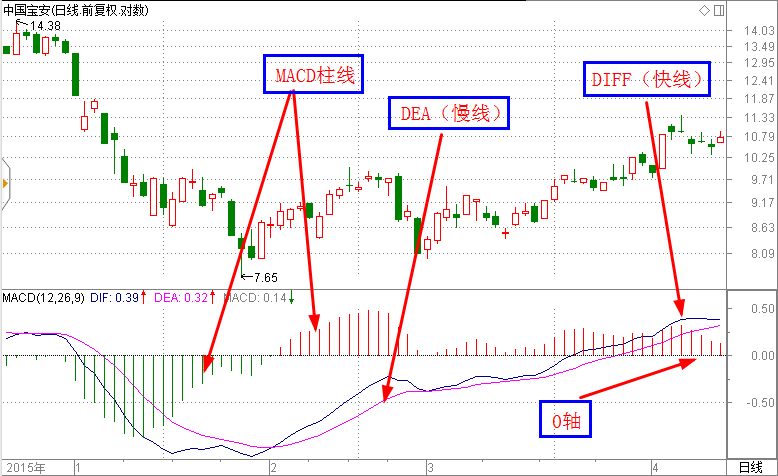 中国宝安(日线.前复权.对数)
14.38
14.03
13.49
12.95
12.41
11.87
11.33
10.79
10.25
9.71
9.17
8.63
8.09
MACD柱线
DEA（慢线）
DIFF（快线）
7.65
MACD(12,26,9) DIF: 0.39 DEA: 0.32 MACD: 0.14
0.50
0.00
-0.50
0轴
2015年 1 2 3 4 日线